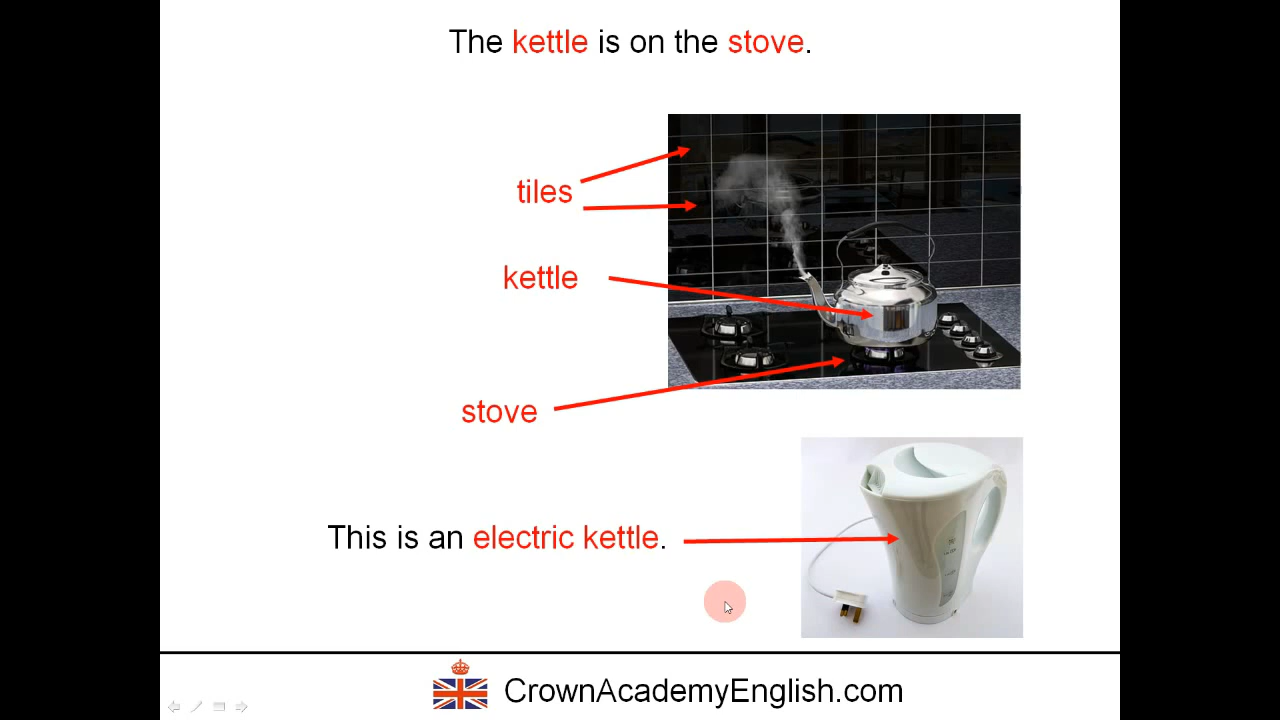 The kettle is on the stove.
tiles
kettle
stove
This is an electric kettle.
CrownAcademyEnglish.com